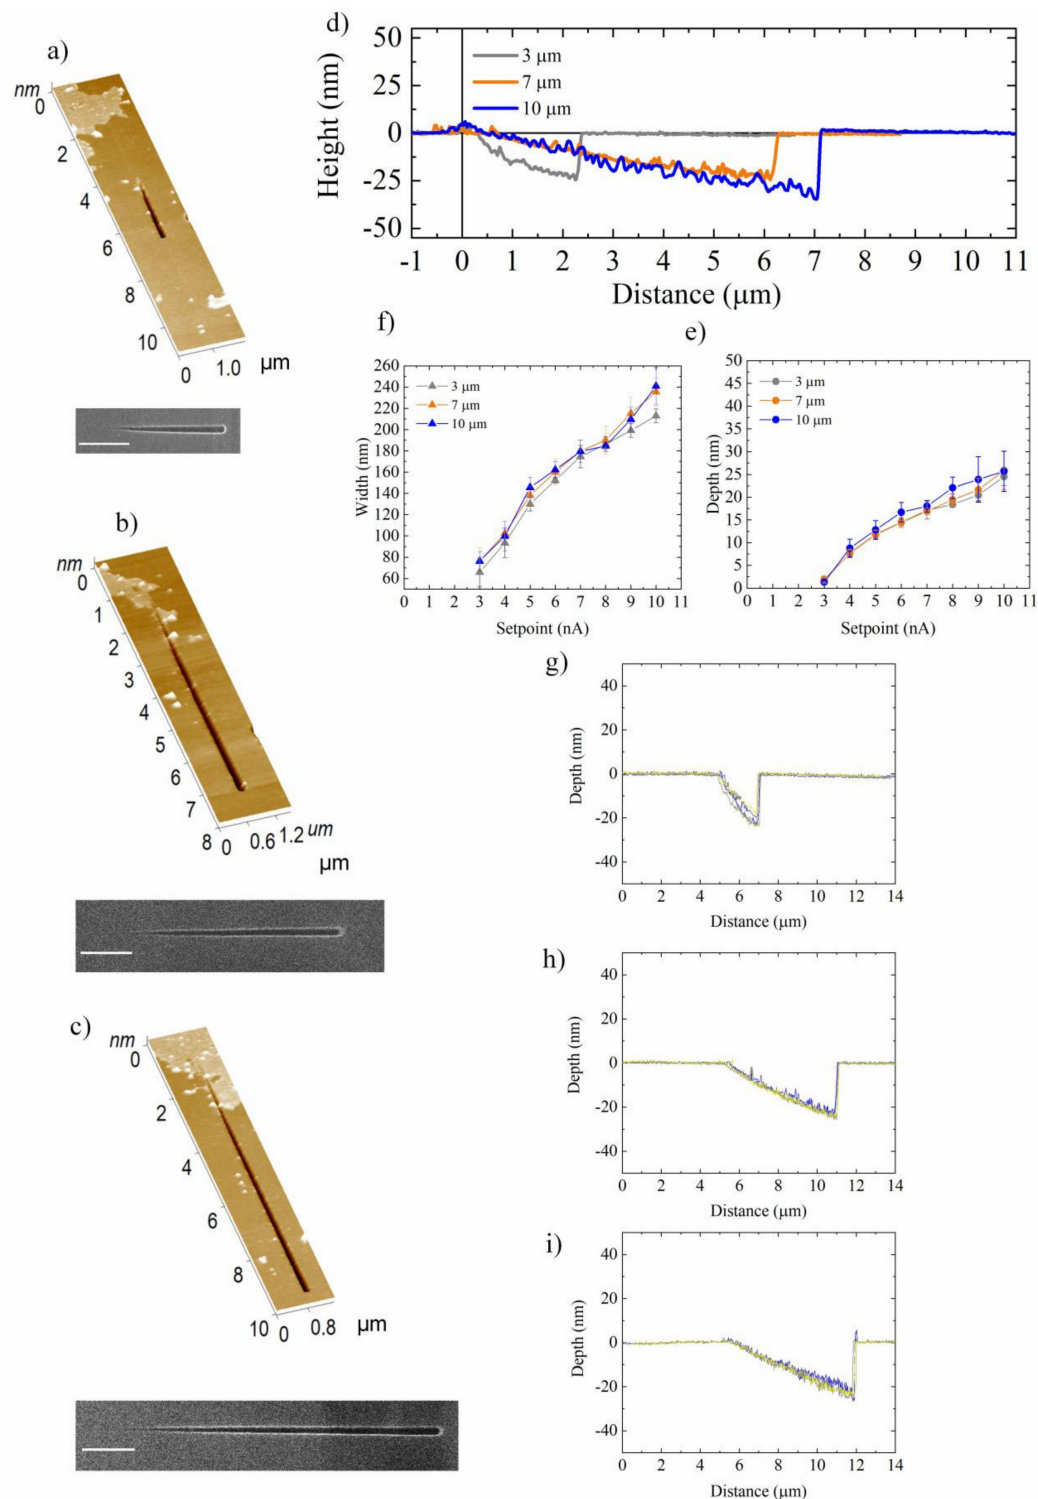 a)
nm
0
2
4
6
8
10
0 1.0 µm
b)
nm
0
1
2
3
4
5
6
7
8 0 0.6 1.2 um
µm
c)
nm
0
2
4
6
8
10 0 0.8 µm
d)
Height (nm)
50
25
0
-25
-50
3 µm
7 µm
10 µm
-1 0 1 2 3 4 5 6 7 8 9 10 11
Distance (µm)
f)
Width (nm)
260
240
220
200
180
160
140
120
100
80
60
3 µm
7 µm
10 µm
0 1 2 3 4 5 6 7 8 9 10 11
Setpoint (nA)
e)
Depth (nm)
50
45
40
35
30
25
20
15
10
5
0
3 µm
7 µm
10 µm
0 1 2 3 4 5 6 7 8 9 10 11
Setpoint (nA)
g)
Depth (nm)
40
20
0
-20
-40
0 2 4 6 8 10 12 14
Distance (µm)
h)
Depth (nm)
40
20
0
-20
-40
0 2 4 6 8 10 12 14
Distance (µm)
i)
Depth (nm)
40
20
0
-20
-40
0 2 4 6 8 10 12 14
Distance (µm)